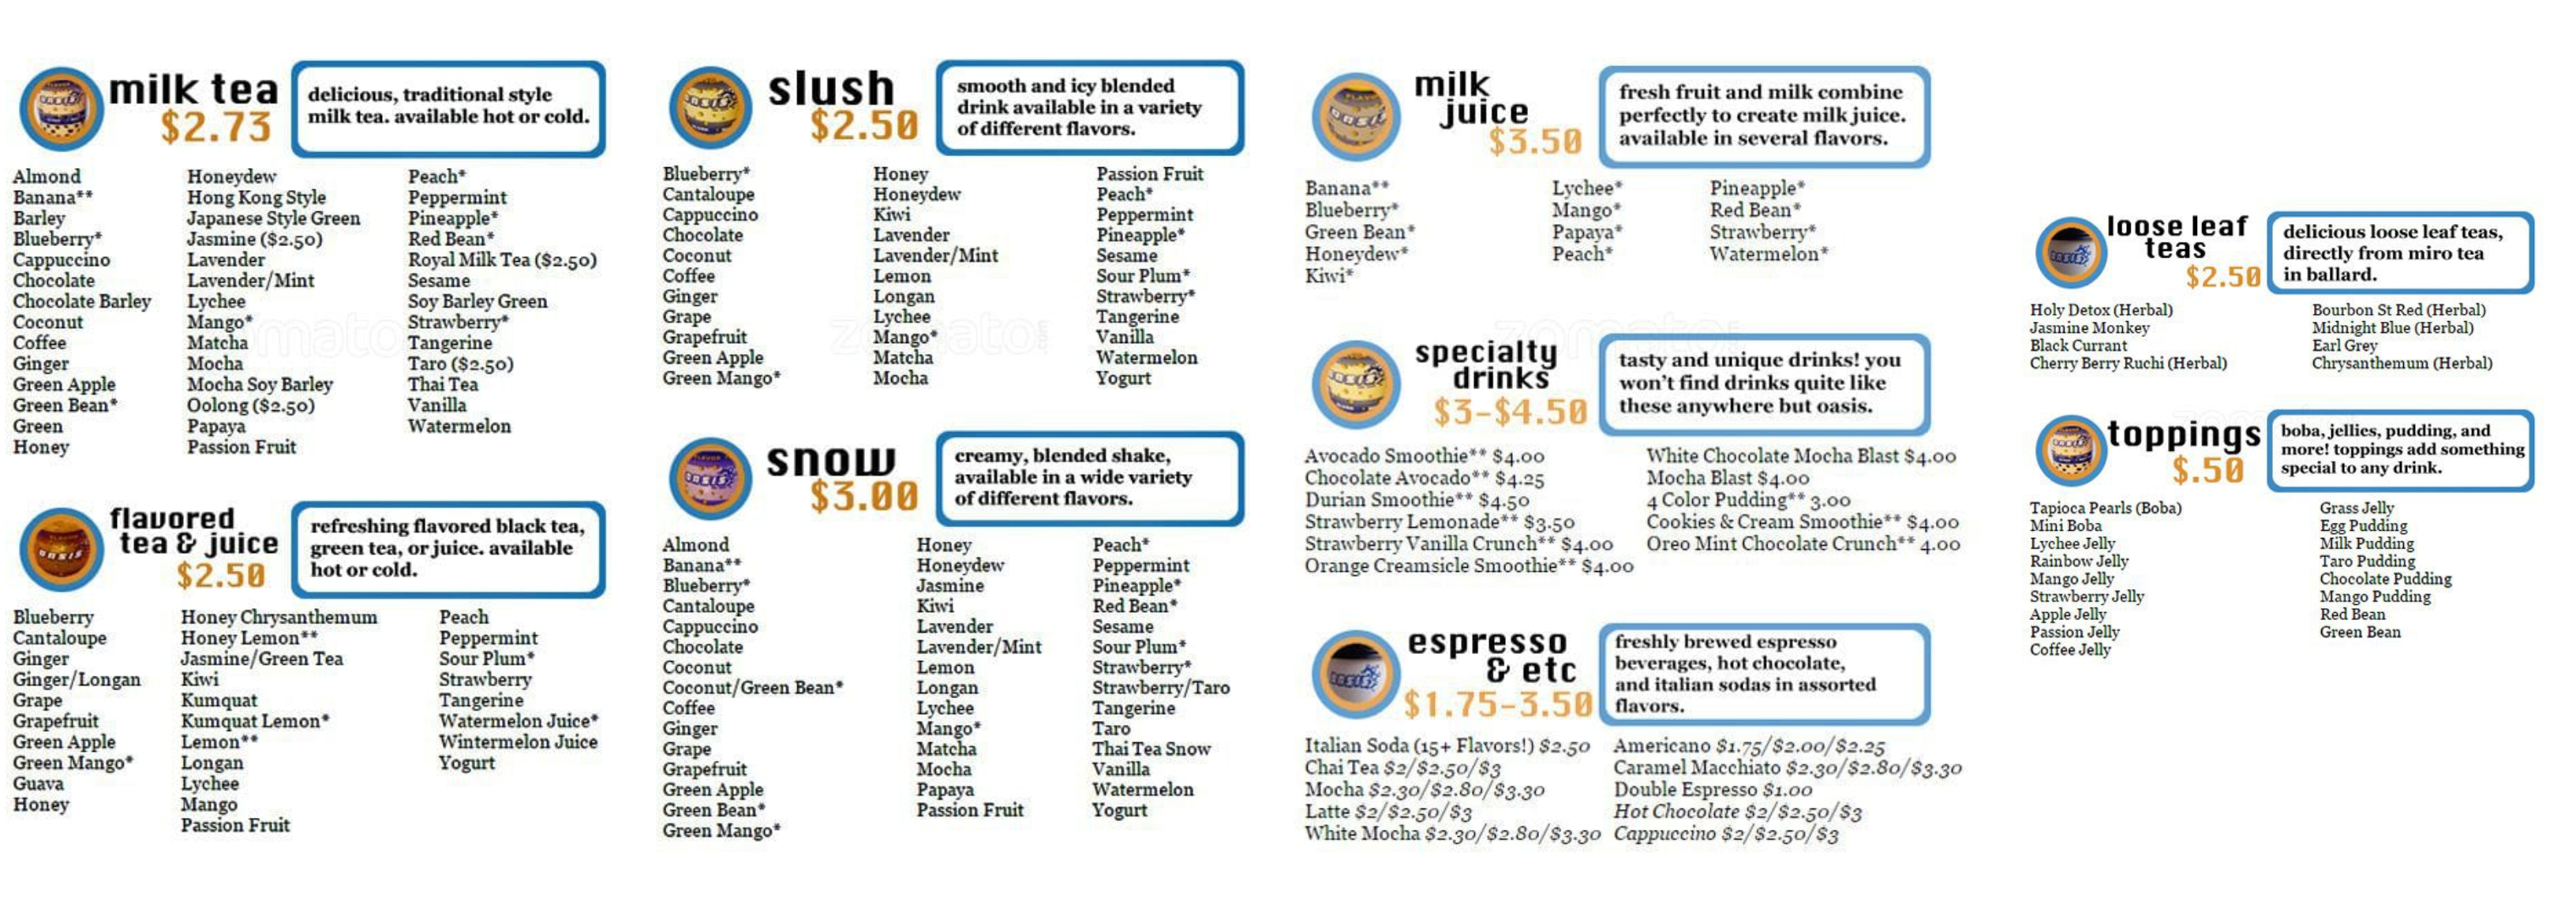 milk tea
$2.73
delicious, traditional style
milk tea. available hot or cold.
Almond
Banana**
Barley
Blueberry*
Cappuccino
Chocolate
Chocolate Barley
Coconut
Coffee
Ginger
Green Apple
Green Bean*
Green
Honey
Honeydew
Hong Kong Style
Japanese Style Green
Jasmine ($2.50)
Lavender
Lavender/Mint
Lychee
Mango*
Matcha
Mocha
Mocha Soy Barley
Oolong ($2.50)
Papaya
Passion Fruit
Peach*
Peppermint
Pineapple*
Red Bean*
Royal Milk Tea ($2.50)
Sesame
Soy Barley Green
Strawberry*
Tangerine
Taro ($2.50)
Thai Tea
Vanilla
Watermelon
flavored
tea & juice
$2.50
refreshing flavored black tea,
green tea, or juice. available
hot or cold.
Blueberry
Cantaloupe
Ginger
Ginger/Longan
Grape
Grapefruit
Green Apple
Green Mango*
Guava
Honey
Honey Chrysanthemum
Honey Lemon**
Jasmine/Green Tea
Kiwi
Kumquat
Kumquat Lemon*
Lemon**
Longan
Lychee
Mango
Passion Fruit
Peach
Peppermint
Sour Plum*
Strawberry
Tangerine
Watermelon Juice*
Wintermelon Juice
Yogurt
slush
$2.50
smooth and icy blended
drink available in a variety
of different flavors.
Blueberry*
Cantaloupe
Cappuccino
Chocolate
Coconut
Coffee
Ginger
Grape
Grapefruit
Green Apple
Green Mango*
Honey
Honeydew
Kiwi
Lavender
Lavender/Mint
Lemon
Longan
Lychee
Mango*
Matcha
Mocha
Passion Fruit
Peach*
Peppermint
Pineapple*
Sesame
Sour Plum*
Strawberry*
Tangerine
Vanilla
Watermelon
Yogurt
zomato.com
snow
$3.00
creamy, blended shake,
available in a wide variety
of different flavors.
Almond
Banana**
Blueberry*
Cantaloupe
Cappuccino
Chocolate
Coconut
Coconut/Green Bean*
Coffee
Ginger
Grape
Grapefruit
Green Apple
Green Bean*
Green Mango*
Honey
Honeydew
Jasmine
Kiwi
Lavender
Lavender/Mint
Lemon
Longan
Lychee
Mango*
Matcha
Mocha
Papaya
Passion Fruit
Peach*
Peppermint
Pineapple*
Red Bean*
Sesame
Sour Plum*
Strawberry*
Strawberry/Taro
Tangerine
Taro
Thai Tea Snow
Vanilla
Watermelon
Yogurt
milk
juice
$3.50
fresh fruit and milk combine
perfectly to create milk juice.
available in several flavors.
Banana**
Blueberry*
Green Bean*
Honeydew*
Kiwi*
Lychee*
Mango*
Papaya*
Peach*
Pineapple*
Red Bean*
Strawberry*
Watermelon*
zomato
specialty
drinks
$3-$4.50
tasty and unique drinks! you
won't find drinks quite like
these anywhere but oasis.
Avocado Smoothie** $4.00
Chocolate Avocado** $4.25
Durian Smoothie** $4.50
Strawberry Lemonade** $3.50
Strawberry Vanilla Crunch** $4.00
Orange Creamsicle Smoothie** $4.00
White Chocolate Mocha Blast $4.00
Mocha Blast $4.00
4 Color Pudding** 3.00
Cookies & Cream Smoothie** $4.00
Oreo Mint Chocolate Crunch** 4.00
espresso
& etc
$1.75-3.50
freshly brewed espresso
beverages, hot chocolate,
and italian sodas in assorted
flavors.
Italian Soda (15+ Flavors!) $2.50
Chai Tea $2/$2.50/$3
Mocha $2.30/$2.80/$3.30
Latte $2/$2.50/$3
White Mocha $2.30/$2.80/$3.30
Americano $1.75/$2.00/$2.25
Caramel Macchiato $2.30/$2.80/$3.30
Double Espresso $1.00
Hot Chocolate $2/$2.50/$3
Cappuccino $2/$2.50/$3
loose leaf
teas
$2.50
delicious loose leaf teas,
directly from miro tea
in ballard.
Holy Detox (Herbal)
Jasmine Monkey
Black Currant
Cherry Berry Ruchi (Herbal)
Bourbon St Red (Herbal)
Midnight Blue (Herbal)
Earl Grey
Chrysanthemum (Herbal)
toppings
$.50
boba, jellies, pudding, and
more! toppings add something
special to any drink.
Tapioca Pearls (Boba)
Mini Boba
Lychee Jelly
Rainbow Jelly
Mango Jelly
Strawberry Jelly
Apple Jelly
Passion Jelly
Coffee Jelly
Grass Jelly
Egg Pudding
Milk Pudding
Taro Pudding
Chocolate Pudding
Mango Pudding
Red Bean
Green Bean